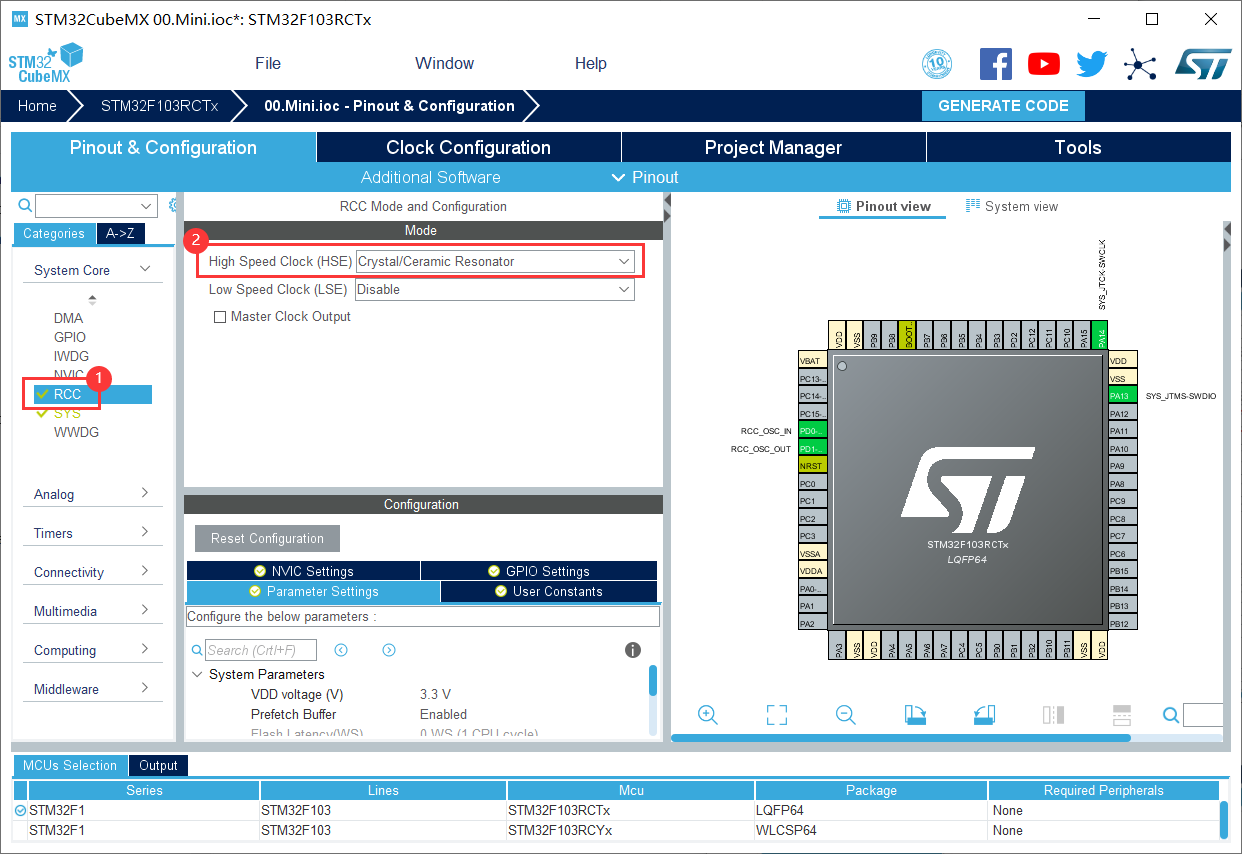 MX STM32CubeMX 00.Mini.ioc*: STM32F103RCTx
STM32 CubeMX
File Window Help
10
Home STM32F103RCTx 00.Mini.ioc - Pinout & Configuration GENERATE CODE
Pinout & Configuration Clock Configuration Project Manager Tools
Additional Software Pinout
Categories A->Z
System Core
DMA
GPIO
IWDG
NVIC
1
RCC
SYS
WWDG
Analog
Timers
Connectivity
Multimedia
Computing
Middleware
RCC Mode and Configuration
Mode
2
High Speed Clock (HSE) Crystal/Ceramic Resonator
Low Speed Clock (LSE) Disable
Master Clock Output
Configuration
Reset Configuration
NVIC Settings GPIO Settings
Parameter Settings User Constants
Configure the below parameters :
Search (Crtl+F)
System Parameters
VDD voltage (V) 3.3 V
Prefetch Buffer Enabled
Flash Latency(WS) 0 WS (1 CPU cycle)
Pinout view System view
SYS_JTCK-SWCLK
VDD VSS PB9 PB8 BOOT.. PB7 PB6 PB5 PB4 PB3 PD2 PC12 PC11 PC10 PA15 PA14
VBAT
PC13-..
PC14-..
PC15-..
RCC_OSC_IN PD0-..
RCC_OSC_OUT PD1-..
NRST
PC0
PC1
PC2
PC3
VSSA
VDDA
PA0-..
PA1
PA2
ST
STM32F103RCTx
LQFP64
VDD
VSS
PA13 SYS_JTMS-SWDIO
PA12
PA11
PA10
PA9
PA8
PC9
PC8
PC7
PC6
PB15
PB14
PB13
PB12
PA3 VSS VDD PA4 PA5 PA6 PA7 PC4 PC5 PB0 PB1 PB2 PB10 PB11 VSS VDD
MCUs Selection Output
Series Lines Mcu Package Required Peripherals
STM32F1 STM32F103 STM32F103RCTx LQFP64 None
STM32F1 STM32F103 STM32F103RCYx WLCSP64 None